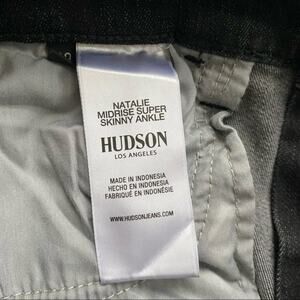 NATALIE
MIDRISE SUPER
SKINNY ANKLE
HUDSON
LOS ANGELES
MADE IN INDONESIA
HECHO EN INDONESIA
FABRIQUÉ EN INDONÉSIE
WWW.HUDSONJEANS.COM